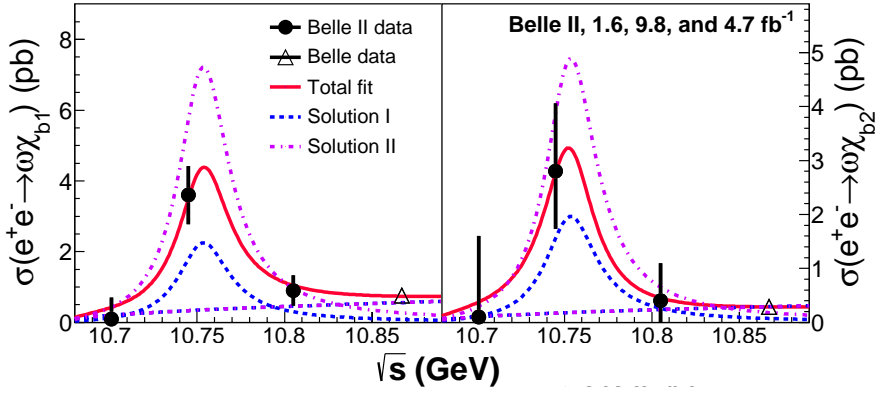 Belle II, 1.6, 9.8, and 4.7 fb⁻¹
Belle II data
Belle data
Total fit
Solution I
Solution II
σ(e⁺e⁻→ωχ_b1) (pb)
8
6
4
2
0
σ(e⁺e⁻→ωχ_b2) (pb)
5
4
3
2
1
0
10.7 10.75 10.8 10.85 10.7 10.75 10.8 10.85
√s (GeV)